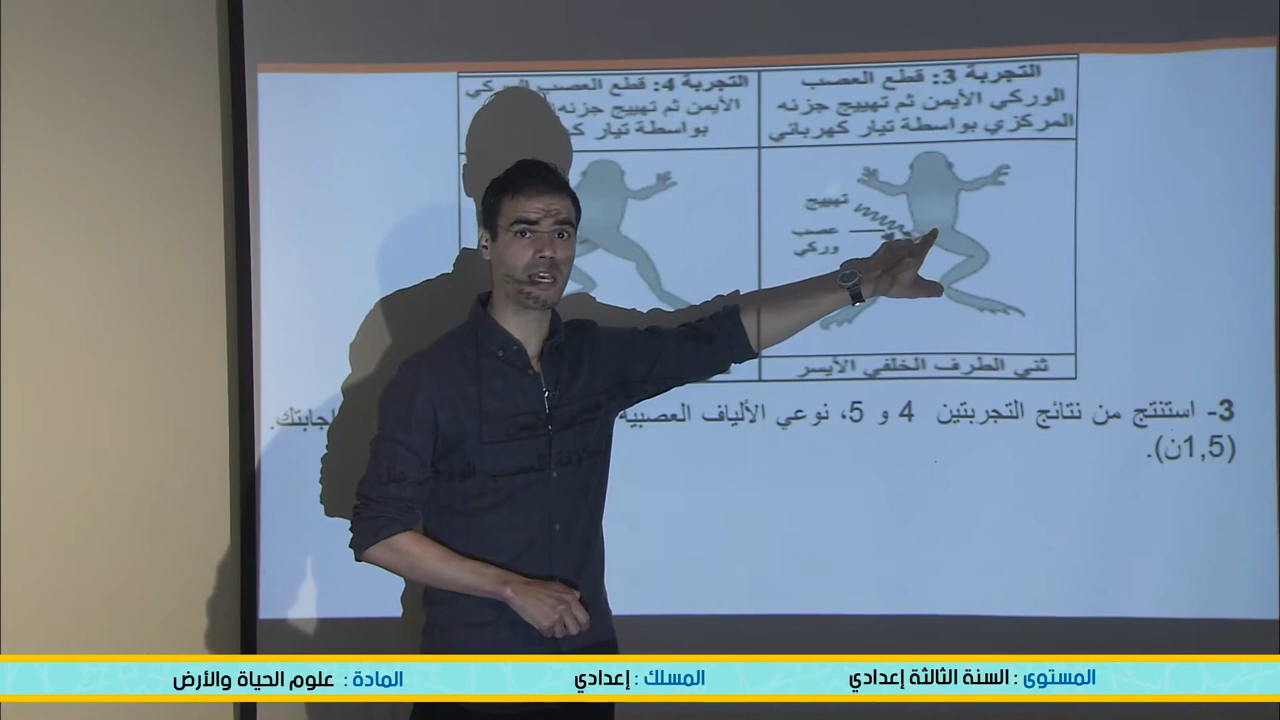 التجربة 3: قطع العصب
الوركي الأيمن ثم تهييج جزئه
المركزي بواسطة تيار كهربائي
التجربة 4: قطع العصب الوركي
الأيمن ثم تهييج جزئه
بواسطة تيار
تهييج
عصب
وركي
ثني الطرف الخلفي الأيسر
3- استنتج من نتائج التجربتين 4 و 5، نوعي الألياف العصبية إجابتك.
(1,5ن).
المستوى : السنة الثالثة إعدادي
المسلك : إعدادي
المادة : علوم الحياة والأرض